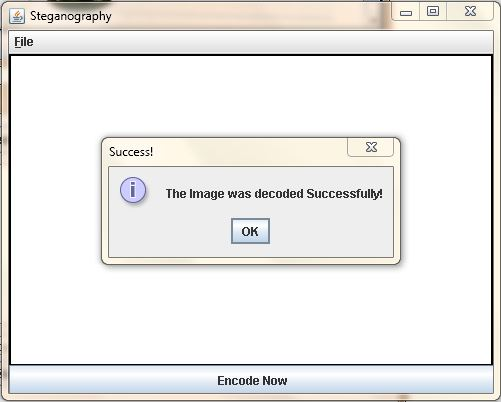 Steganography
File
Success!
The Image was decoded Successfully!
OK
Encode Now